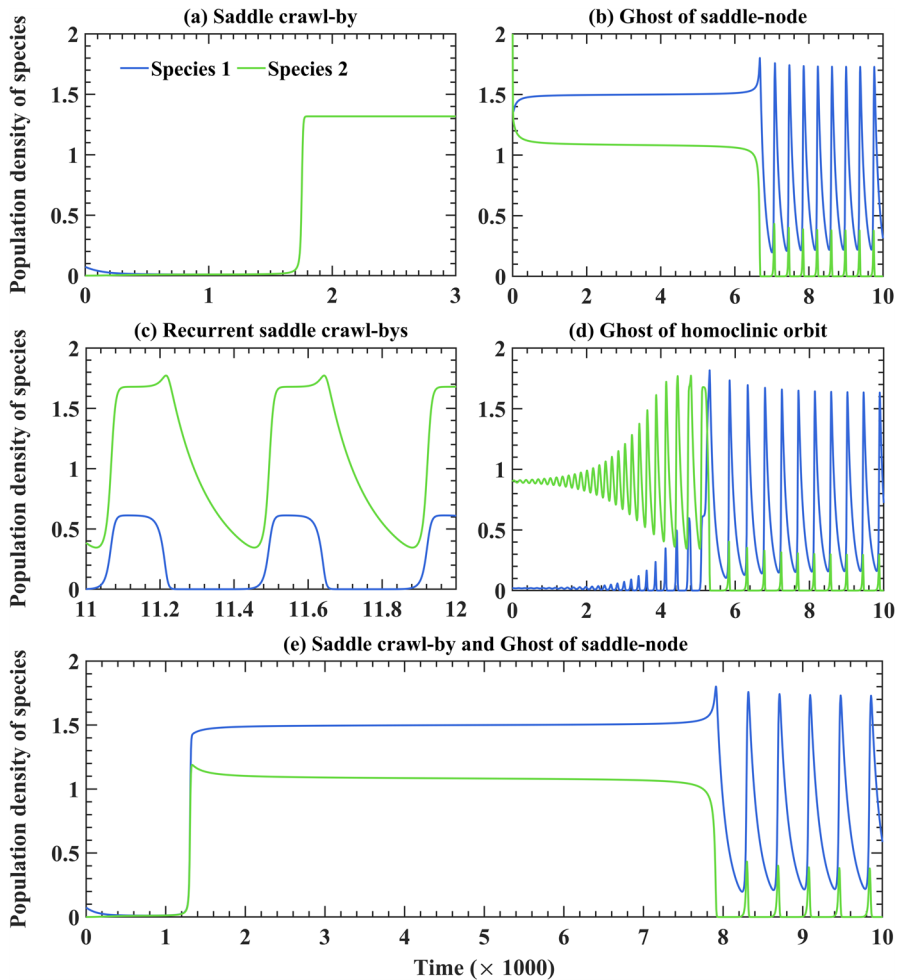 (a) Saddle crawl-by
(b) Ghost of saddle-node
Population density of species
2
1.5
1
0.5
0
Species 1
Species 2
0 1 2 3
2
1.5
1
0.5
0
0 2 4 6 8 10
(c) Recurrent saddle crawl-bys
(d) Ghost of homoclinic orbit
Population density of species
2
1.5
1
0.5
0
11 11.2 11.4 11.6 11.8 12
2
1.5
1
0.5
0
0 2 4 6 8 10
(e) Saddle crawl-by and Ghost of saddle-node
Population density of species
2
1.5
1
0.5
0
0 1 2 3 4 5 6 7 8 9 10
Time (× 1000)